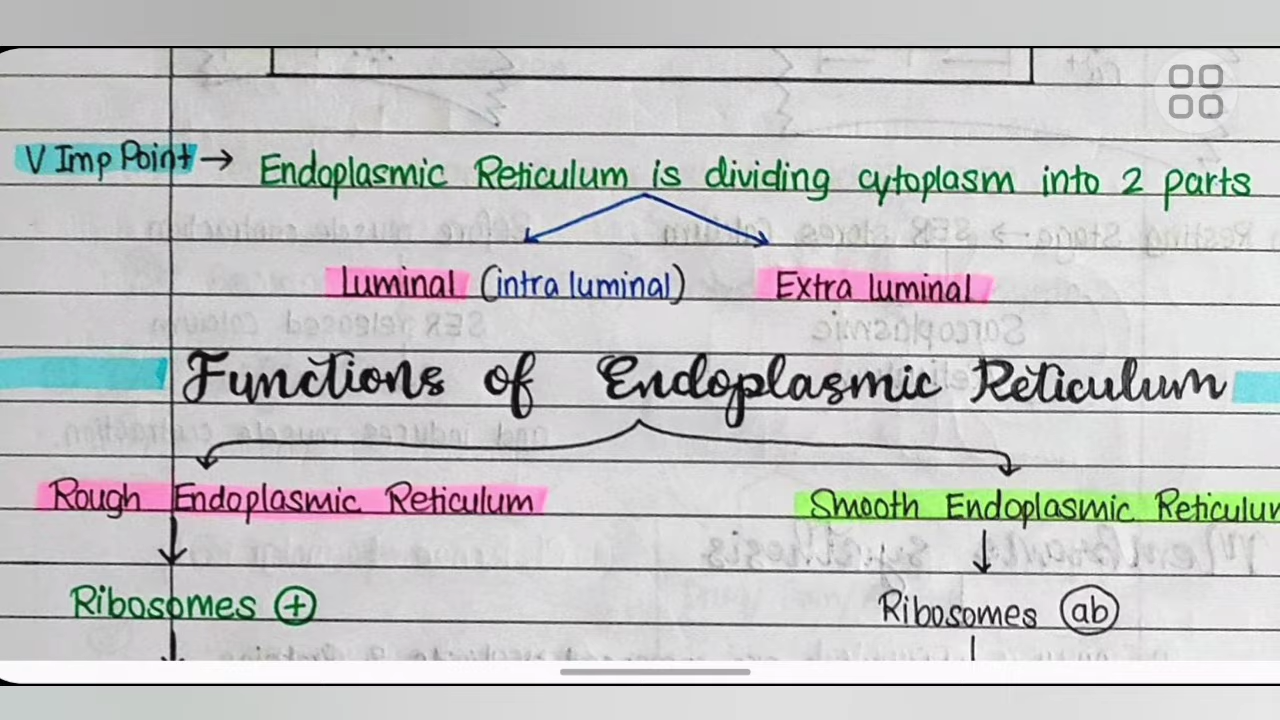 V Imp Point → Endoplasmic Reticulum is dividing cytoplasm into 2 parts
Luminal (intra luminal) Extra luminal
Functions of Endoplasmic Reticulum
Rough Endoplasmic Reticulum Smooth Endoplasmic Reticulum
Ribosomes + Ribosomes ab